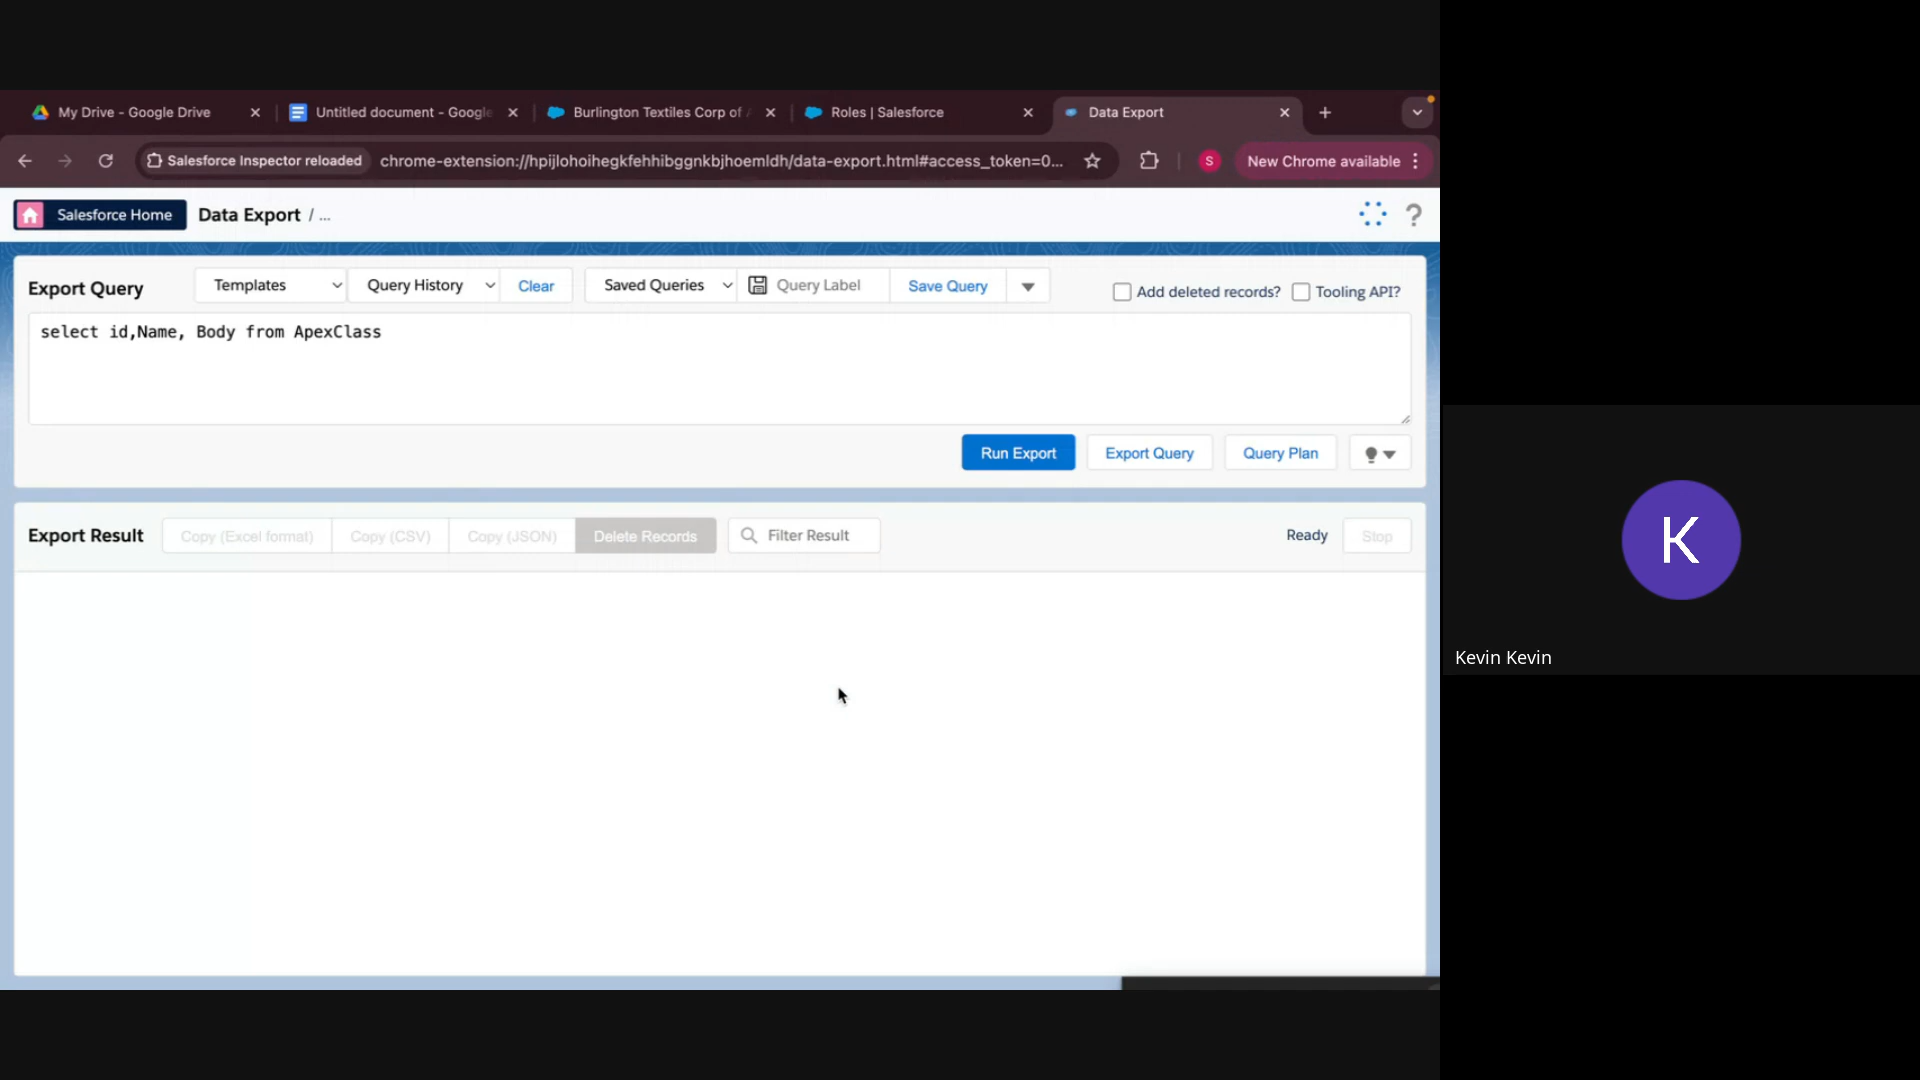 My Drive - Google Drive
Untitled document - Google
Burlington Textiles Corp of
Roles | Salesforce
Data Export
Salesforce Inspector reloaded
chrome-extension://hpijlohoihegkfehhibggnkbjhoemldh/data-export.html#access_token=0...
S
New Chrome available
Salesforce Home
Data Export / ...
?
Export Query
Templates
Query History
Clear
Saved Queries
Query Label
Save Query
Add deleted records?
Tooling API?
select id,Name, Body from ApexClass
Run Export
Export Query
Query Plan
Export Result
Copy (Excel format)
Copy (CSV)
Copy (JSON)
Delete Records
Filter Result
Ready
Stop
K
Kevin Kevin